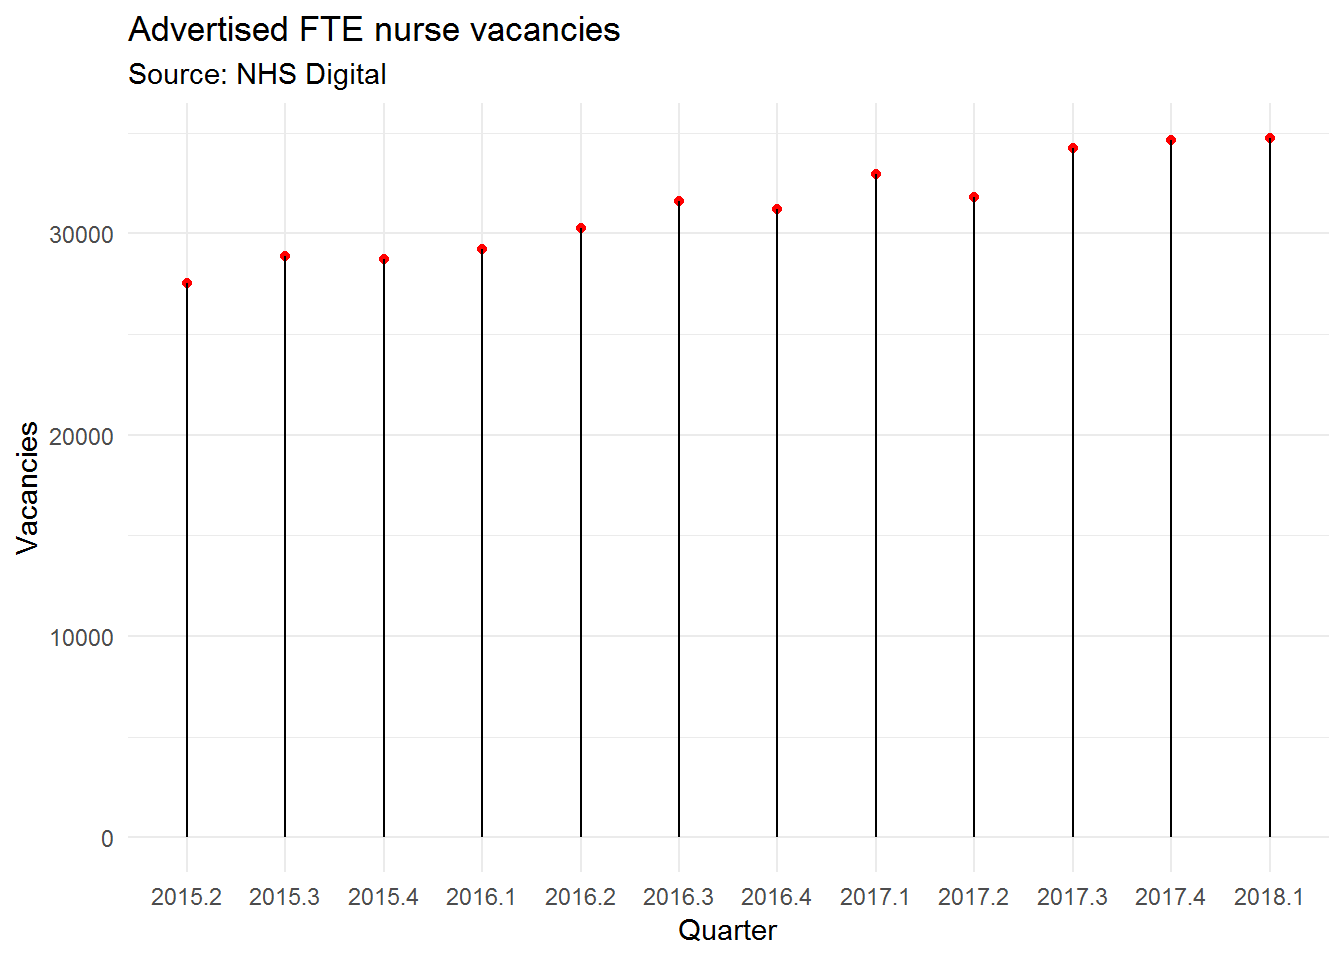 Advertised FTE nurse vacancies
Source: NHS Digital
Vacancies
30000
20000
10000
0
2015.2 2015.3 2015.4 2016.1 2016.2 2016.3 2016.4 2017.1 2017.2 2017.3 2017.4 2018.1
Quarter